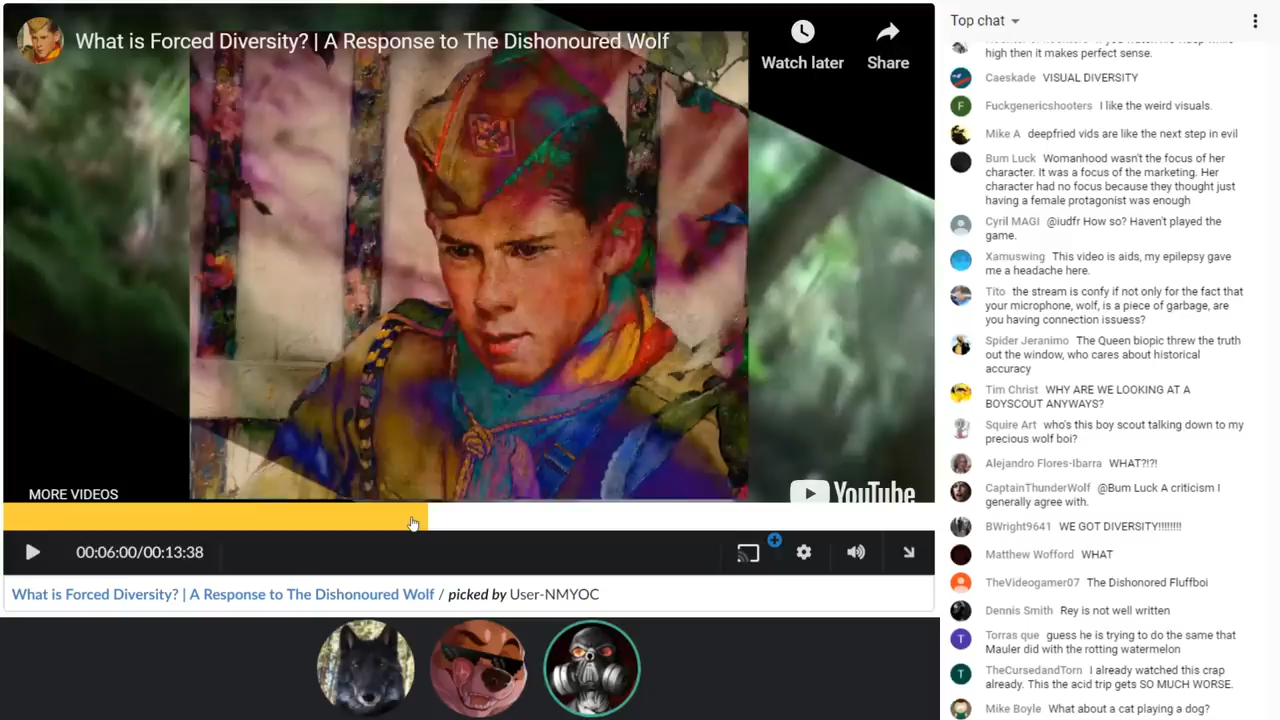 What is Forced Diversity? | A Response to The Dishonoured Wolf
Watch later
Share
MORE VIDEOS
YouTube
00:06:00/00:13:38
What is Forced Diversity? | A Response to The Dishonoured Wolf / picked by User-NMYOC
Top chat
high then it makes perfect sense.
Caeskade VISUAL DIVERSITY
Fuckgenericshooters I like the weird visuals.
Mike A deepfried vids are like the next step in evil
Bum Luck Womanhood wasn't the focus of her
character. It was a focus of the marketing. Her
character had no focus because they thought just
having a female protagonist was enough
Cyril MAGI @iudfr How so? Haven't played the
game.
Xamuswing This video is aids, my epilepsy gave
me a headache here.
Tito the stream is confy if not only for the fact that
your microphone, wolf, is a piece of garbage, are
you having connection issuess?
Spider Jeranimo The Queen biopic threw the truth
out the window, who cares about historical
accuracy
Tim Christ WHY ARE WE LOOKING AT A
BOYSCOUT ANYWAYS?
Squire Art who's this boy scout talking down to my
precious wolf boi?
Alejandro Flores-Ibarra WHAT?!?!
CaptainThunderWolf @Bum Luck A criticism I
generally agree with.
BWright9641 WE GOT DIVERSITY!!!!!!!!
Matthew Wofford WHAT
TheVideogamer07 The Dishonored Fluffboi
Dennis Smith Rey is not well written
Torras que guess he is trying to do the same that
Mauler did with the rotting watermelon
TheCursedandTorn I already watched this crap
already. This the acid trip gets SO MUCH WORSE.
Mike Boyle What about a cat playing a dog?